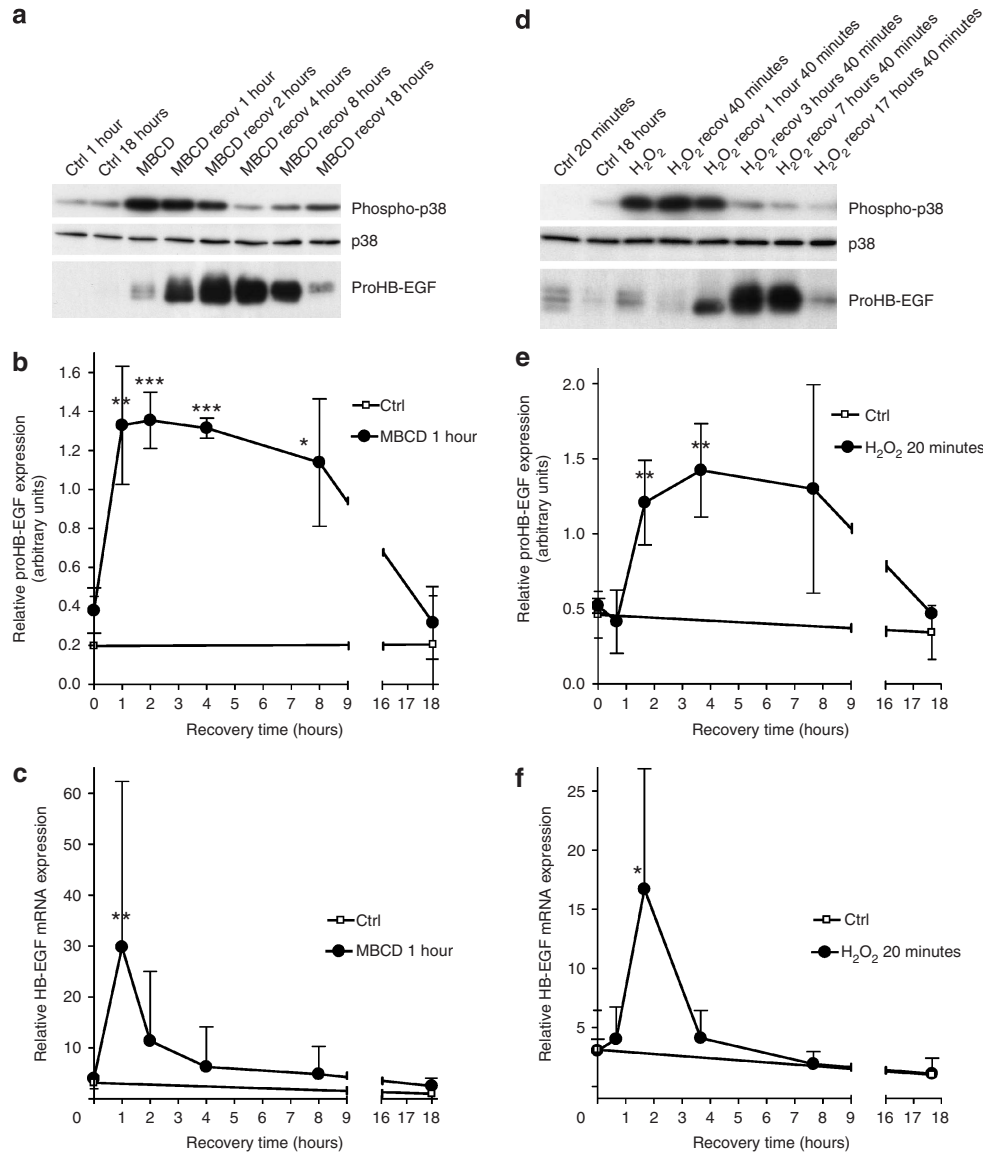 a
Ctrl 1 hour
Ctrl 18 hours
MBCD
MBCD recov 1 hour
MBCD recov 2 hours
MBCD recov 4 hours
MBCD recov 8 hours
MBCD recov 18 hours
Phospho-p38
p38
ProHB-EGF
d
Ctrl 20 minutes
Ctrl 18 hours
H₂O₂
H₂O₂ recov 40 minutes
H₂O₂ recov 1 hour 40 minutes
H₂O₂ recov 3 hours 40 minutes
H₂O₂ recov 7 hours 40 minutes
H₂O₂ recov 17 hours 40 minutes
Phospho-p38
p38
ProHB-EGF
b
Relative proHB-EGF expression
(arbitrary units)
1.6
1.4
1.2
1.0
0.8
0.6
0.4
0.2
0.0
**
***
***
*
Ctrl
MBCD 1 hour
0 1 2 3 4 5 6 7 8 9 16 17 18
Recovery time (hours)
e
Relative proHB-EGF expression
(arbitrary units)
2.0
1.5
1.0
0.5
0.0
**
**
Ctrl
H₂O₂ 20 minutes
0 1 2 3 4 5 6 7 8 9 16 17 18
Recovery time (hours)
c
Relative HB-EGF mRNA expression
60
50
40
30
20
10
**
Ctrl
MBCD 1 hour
0 1 2 3 4 5 6 7 8 9 16 17 18
Recovery time (hours)
f
Relative HB-EGF mRNA expression
25
20
15
10
5
*
Ctrl
H₂O₂ 20 minutes
0 1 2 3 4 5 6 7 8 9 16 17 18
Recovery time (hours)